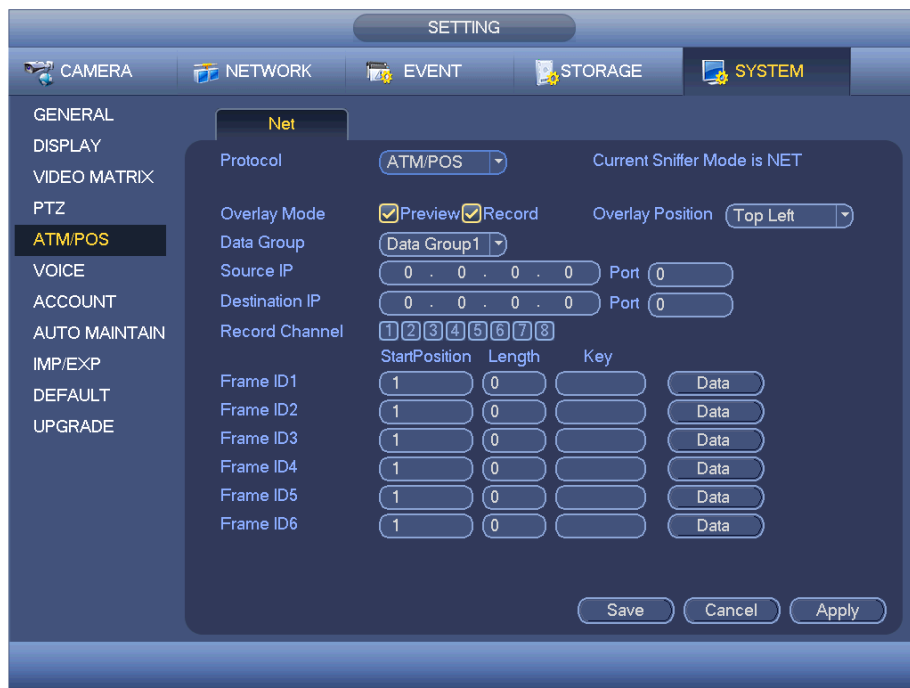 SETTING
CAMERA NETWORK EVENT STORAGE SYSTEM
GENERAL
DISPLAY
VIDEO MATRIX
PTZ
ATM/POS
VOICE
ACCOUNT
AUTO MAINTAIN
IMP/EXP
DEFAULT
UPGRADE
Net
Protocol ATM/POS Current Sniffer Mode is NET
Overlay Mode Preview Record Overlay Position Top Left
Data Group Data Group1
Source IP 0 . 0 . 0 . 0 Port 0
Destination IP 0 . 0 . 0 . 0 Port 0
Record Channel 1 2 3 4 5 6 7 8
StartPosition Length Key
Frame ID1 1 0 Data
Frame ID2 1 0 Data
Frame ID3 1 0 Data
Frame ID4 1 0 Data
Frame ID5 1 0 Data
Frame ID6 1 0 Data
Save Cancel Apply